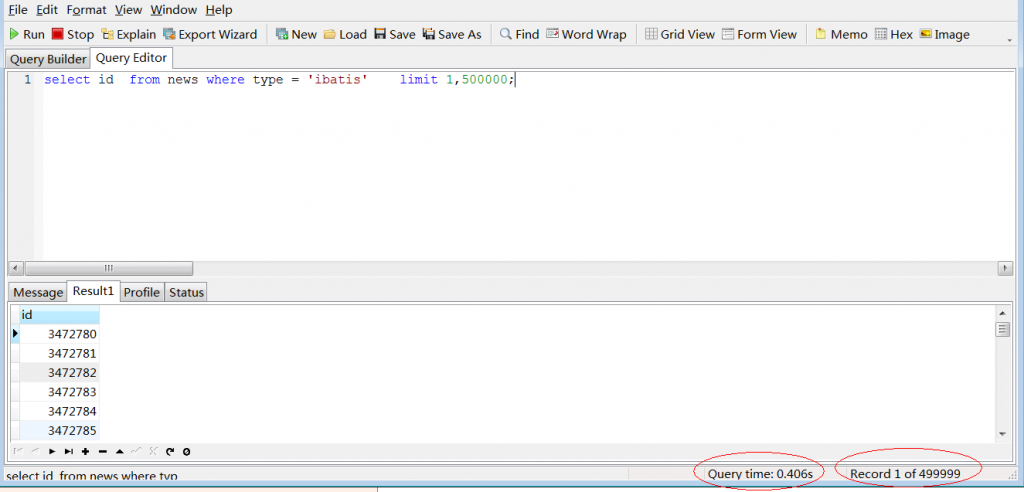 File Edit Format View Window Help
Run Stop Explain Export Wizard New Load Save Save As Find Word Wrap Grid View Form View Memo Hex Image
Query Builder Query Editor
1 select id from news where type = 'ibatis' limit 1,500000;
Message Result1 Profile Status
id
3472780
3472781
3472782
3472783
3472784
3472785
select id from news where typ Query time: 0.406s Record 1 of 499999